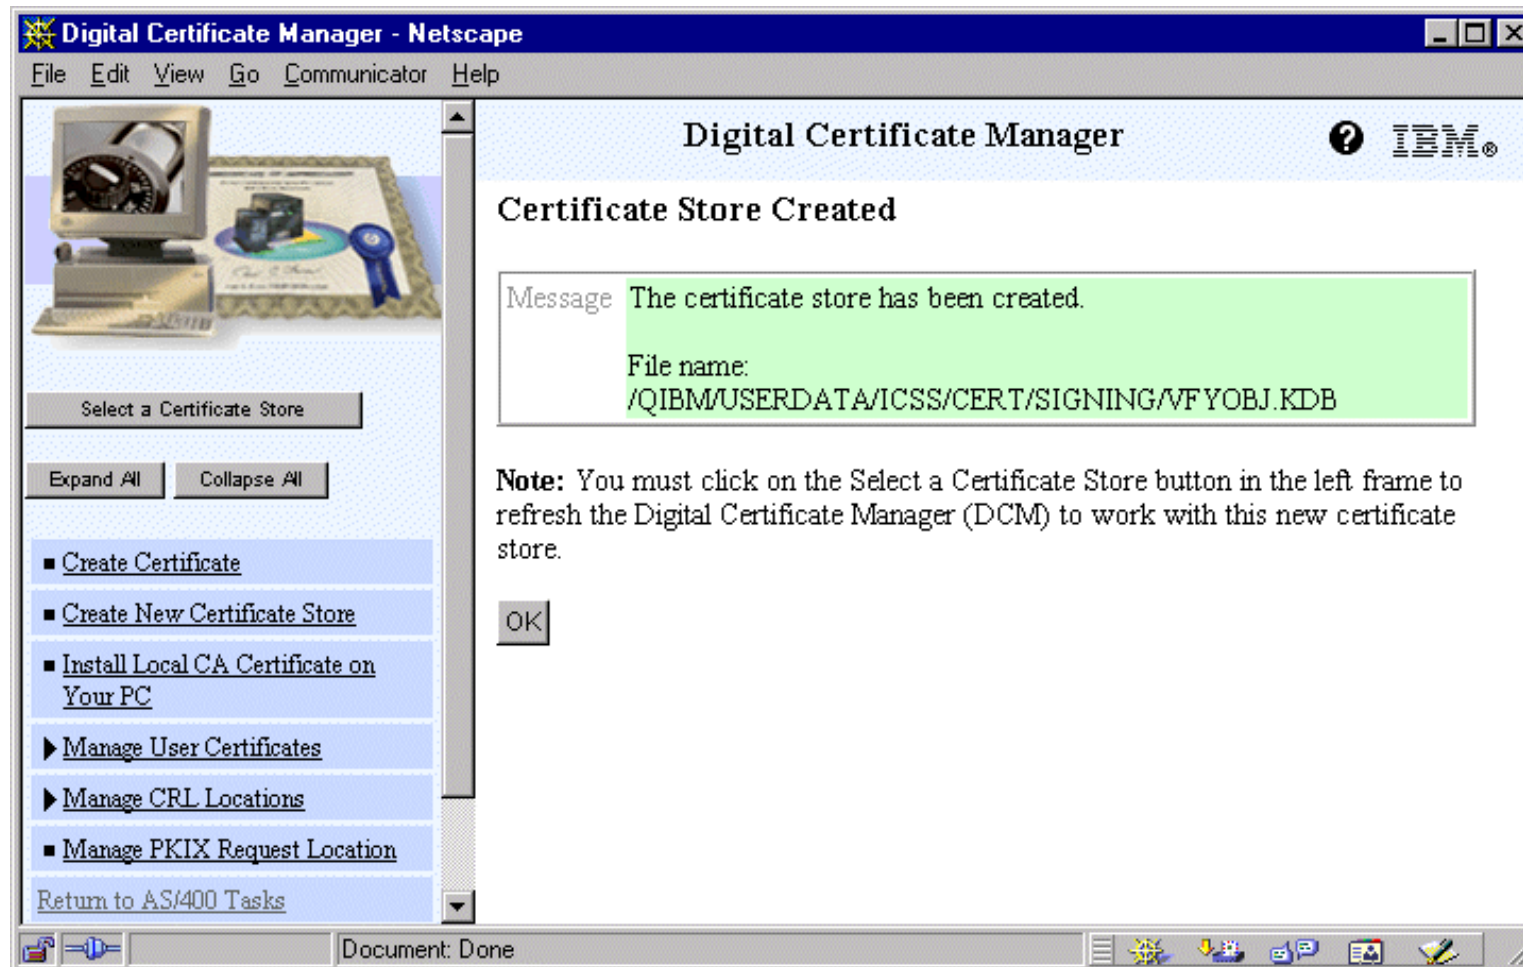 Digital Certificate Manager - Netscape
File Edit View Go Communicator Help
Select a Certificate Store
Expand All Collapse All
Create Certificate
Create New Certificate Store
Install Local CA Certificate on
Your PC
Manage User Certificates
Manage CRL Locations
Manage PKIX Request Location
Return to AS/400 Tasks
Digital Certificate Manager
? IBM®
Certificate Store Created
Message The certificate store has been created.
File name:
/QIBM/USERDATA/ICSS/CERT/SIGNING/VFYOBJ.KDB
Note: You must click on the Select a Certificate Store button in the left frame to
refresh the Digital Certificate Manager (DCM) to work with this new certificate
store.
OK
Document: Done